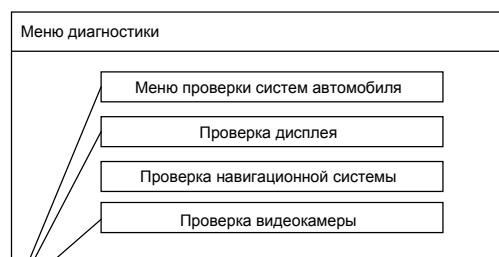 Меню диагностики
Меню проверки систем автомобиля
Проверка дисплея
Проверка навигационной системы
Проверка видеокамеры